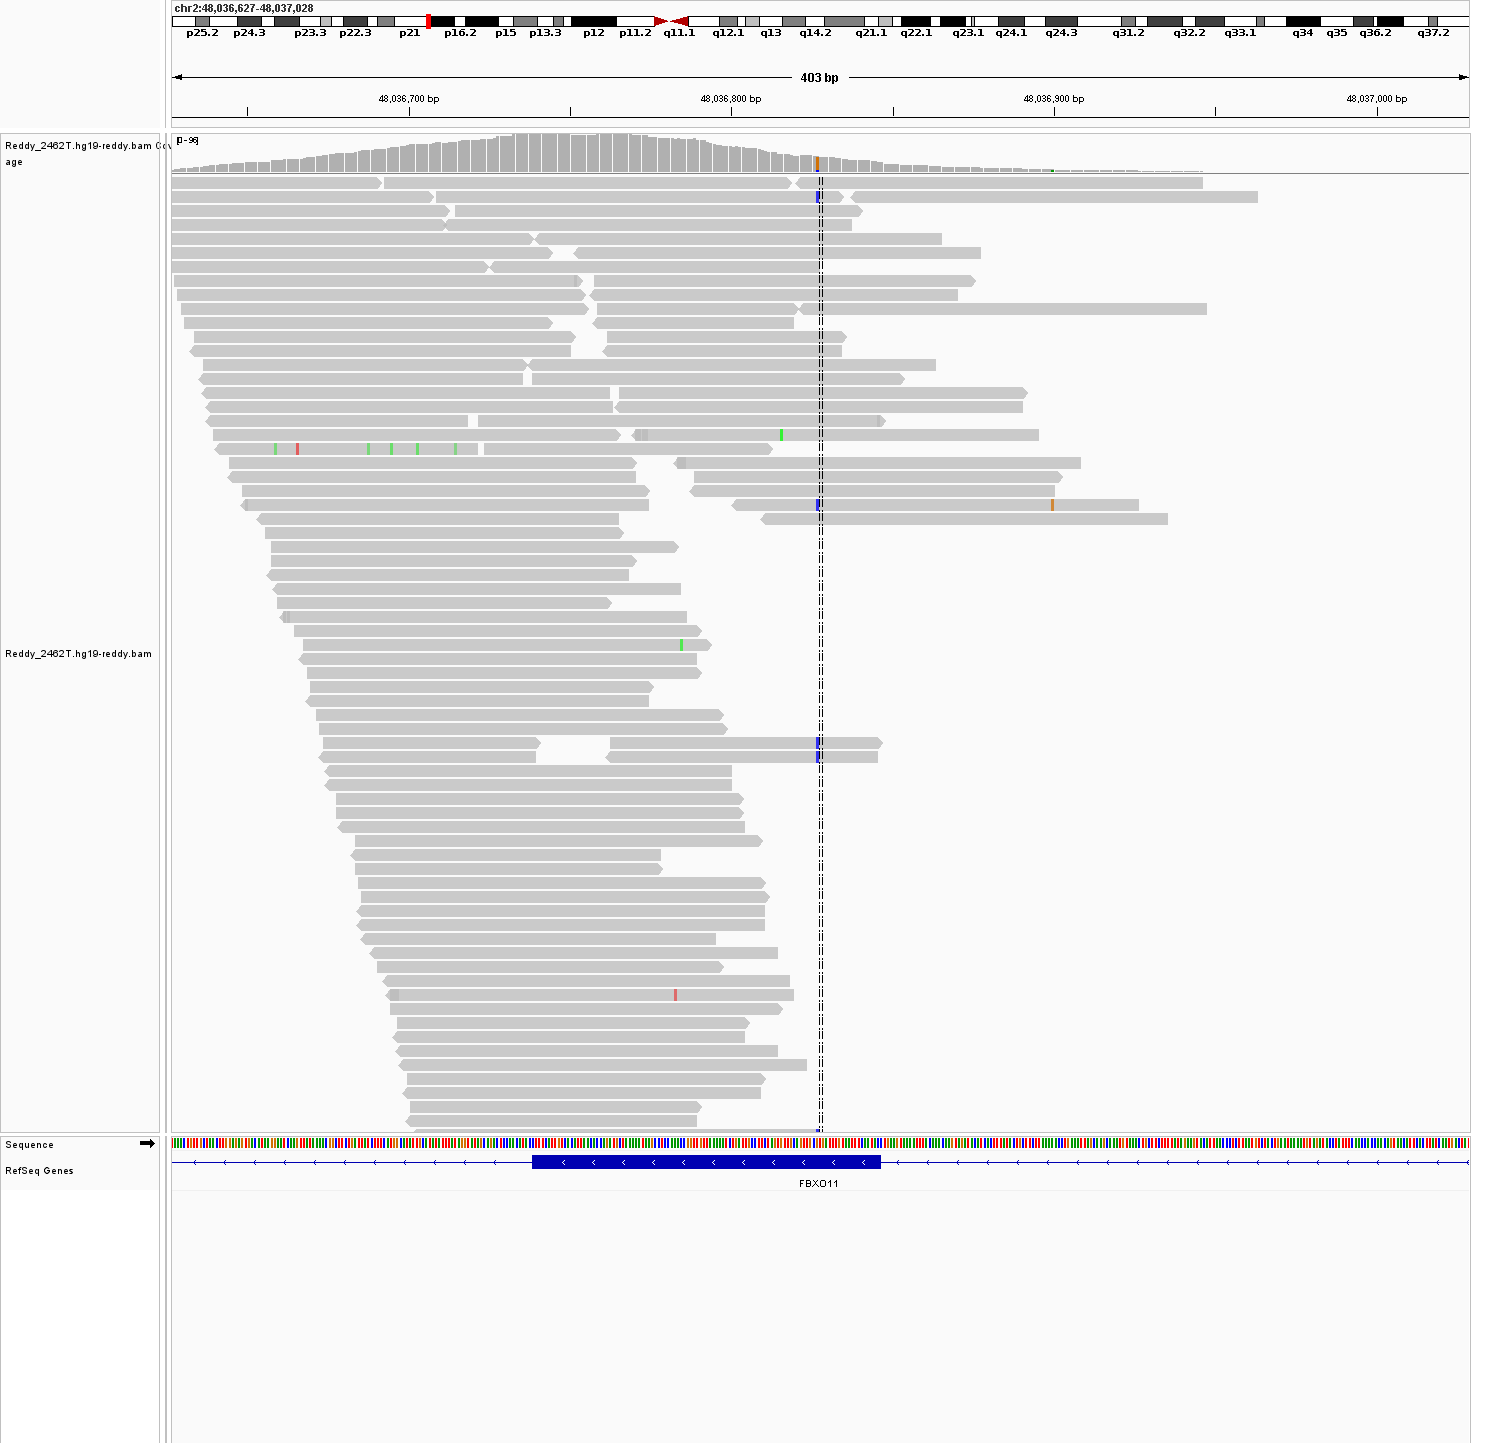 chr2:48,036,627-48,037,028
p25.2 p24.3 p23.3 p22.3 p21 p16.2 p15 p13.3 p12 p11.2 q11.1 q12.1 q13 q14.2 q21.1 q22.1 q23.1 q24.1 q24.3 q31.2 q32.2 q33.1 q34 q35 q36.2 q37.2
403 bp
48,036,700 bp 48,036,800 bp 48,036,900 bp 48,037,000 bp
Reddy_2462T.hg19-reddy.bam Cov
age
[0-96]
Reddy_2462T.hg19-reddy.bam
Sequence
RefSeq Genes
FBXO11